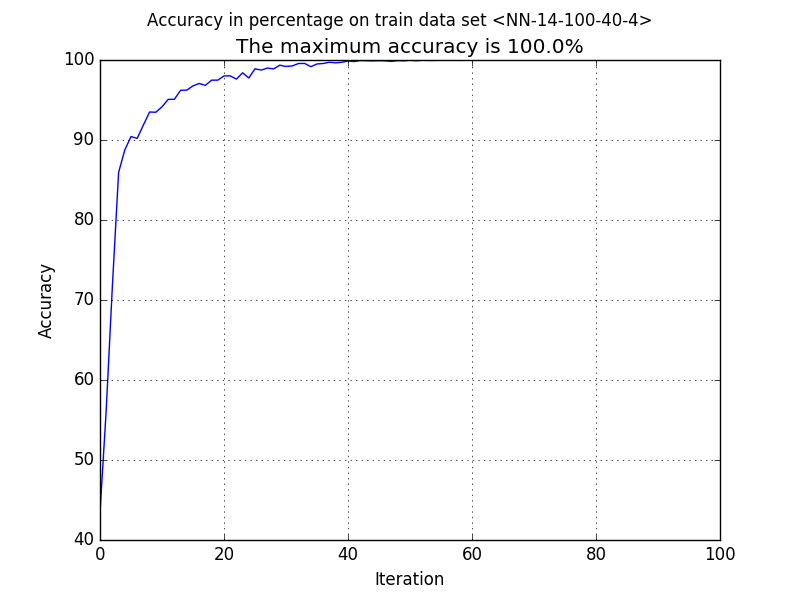 Accuracy in percentage on train data set <NN-14-100-40-4>
The maximum accuracy is 100.0%
100
90
80
70
60
50
40
Accuracy
0 20 40 60 80 100
Iteration